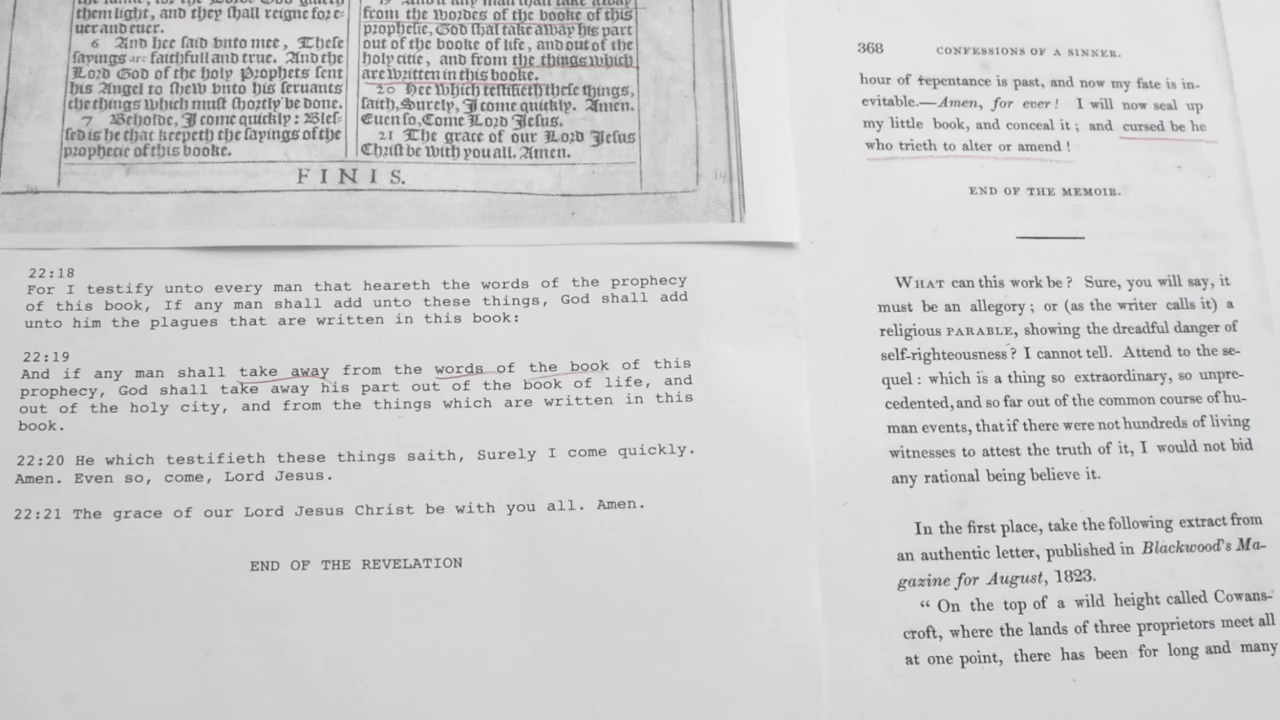 them light, and they shall reigne fore-
uer and euer.
6 And hee said vnto mee, These
sayings are faithfull and true. And the
Lord God of the holy Prophets sent
his Angel to shew vnto his seruants
the things which must shortly be done.
7 Beholde, I come quickly: Bles-
sed is he that keepeth the sayings of the
prophecie of this booke.
from the wordes of the booke of this
prophesie, God shal take away his part
out of the booke of life, and out of the
holy citie, and from the things which
are written in this booke.
20 Hee which testifieth these things,
saith, Surely, I come quickly. Amen.
Euen so, Come Lord Iesus.
21 The grace of our Lord Iesus
Christ be with you all. Amen.
FINIS.
22:18
For I testify unto every man that heareth the words of the prophecy
of this book, If any man shall add unto these things, God shall add
unto him the plagues that are written in this book:
22:19
And if any man shall take away from the words of the book of this
prophecy, God shall take away his part out of the book of life, and
out of the holy city, and from the things which are written in this
book.
22:20 He which testifieth these things saith, Surely I come quickly.
Amen. Even so, come, Lord Jesus.
22:21 The grace of our Lord Jesus Christ be with you all. Amen.
END OF THE REVELATION
368 CONFESSIONS OF A SINNER.
hour of repentance is past, and now my fate is in-
evitable.—Amen, for ever! I will now seal up
my little book, and conceal it; and cursed be he
who trieth to alter or amend!
END OF THE MEMOIR.
WHAT can this work be? Sure, you will say, it
must be an allegory; or (as the writer calls it) a
religious PARABLE, showing the dreadful danger of
self-righteousness? I cannot tell. Attend to the se-
quel: which is a thing so extraordinary, so unpre-
cedented, and so far out of the common course of hu-
man events, that if there were not hundreds of living
witnesses to attest the truth of it, I would not bid
any rational being believe it.
In the first place, take the following extract from
an authentic letter, published in Blackwood's Ma-
gazine for August, 1823.
“ On the top of a wild height called Cowans-
croft, where the lands of three proprietors meet all
at one point, there has been for long and many